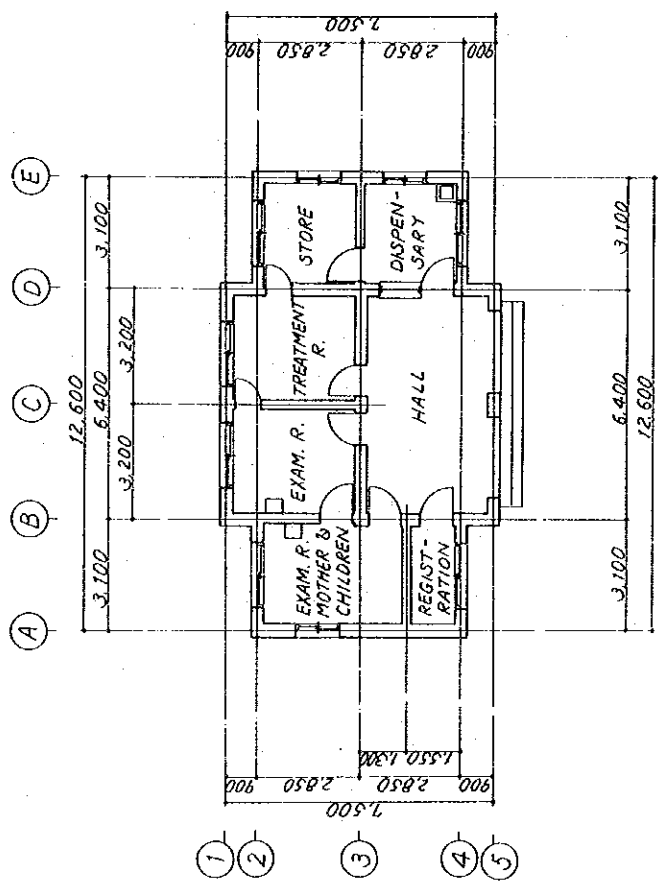 A
B
C
D
E
12,600
3,100
6,400
3,100
3,200
3,200
1
2
3
4
5
7,500
900
2,850
2,850
900
1,300
1,550
EXAM. R.
MOTHER &
CHILDREN
EXAM. R.
TREATMENT
R.
STORE
REGIST-
RATION
HALL
DISPEN-
SARY
7,500
900
2,850
2,850
900
3,100
6,400
3,100
12,600